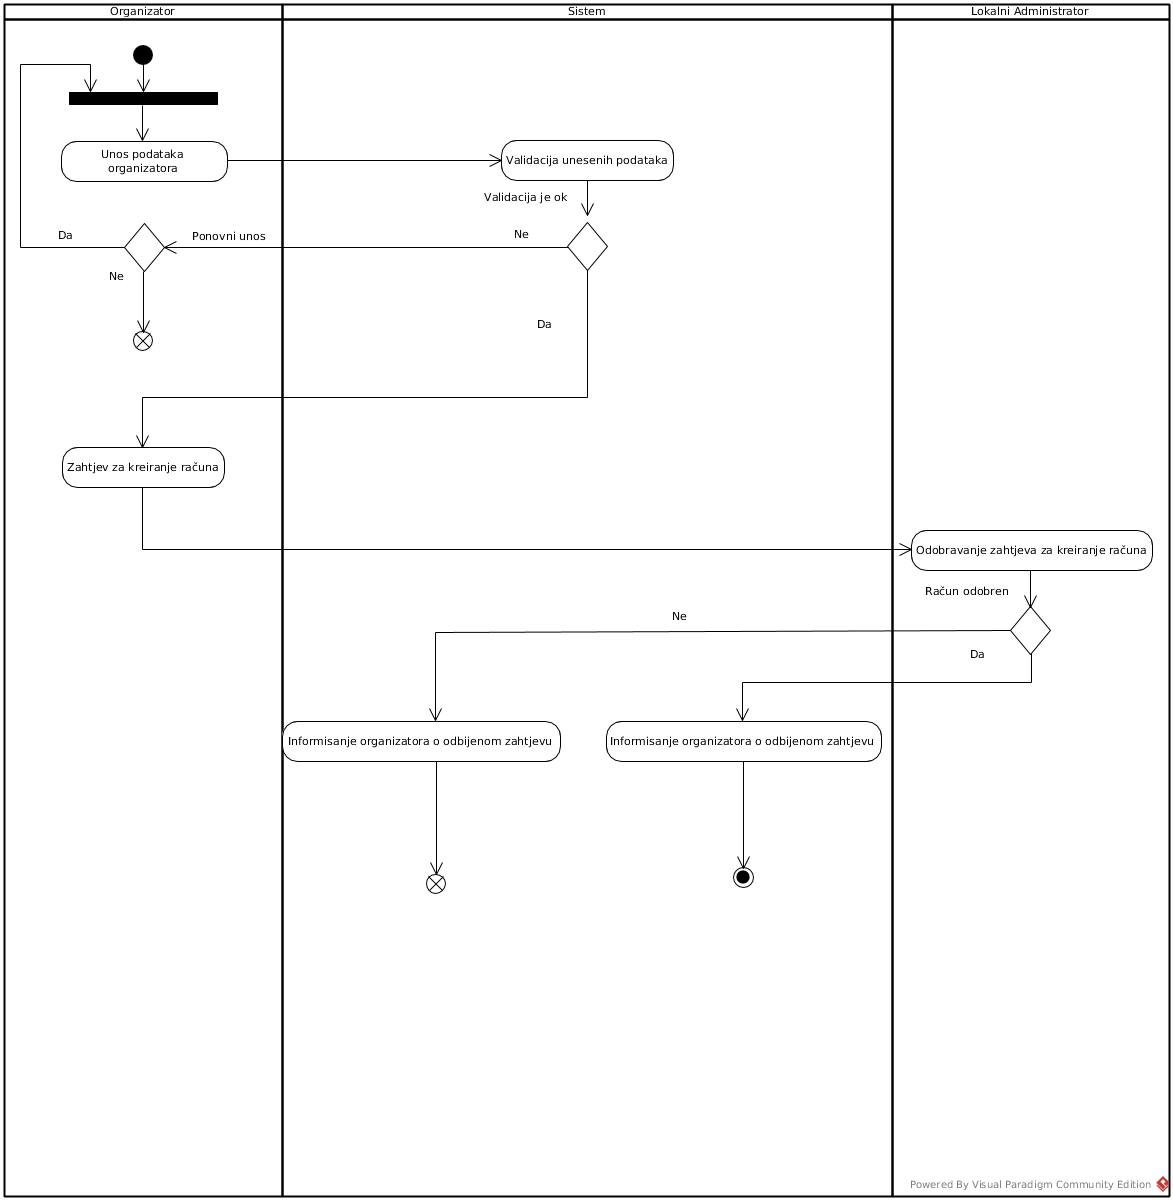 Organizator
Sistem
Lokalni Administrator
Unos podataka
organizatora
Validacija unesenih podataka
Validacija je ok
Da
Ponovni unos
Ne
Ne
Da
Zahtjev za kreiranje računa
Odobravanje zahtjeva za kreiranje računa
Račun odobren
Ne
Da
Informisanje organizatora o odbijenom zahtjevu
Informisanje organizatora o odbijenom zahtjevu
Powered By Visual Paradigm Community Edition